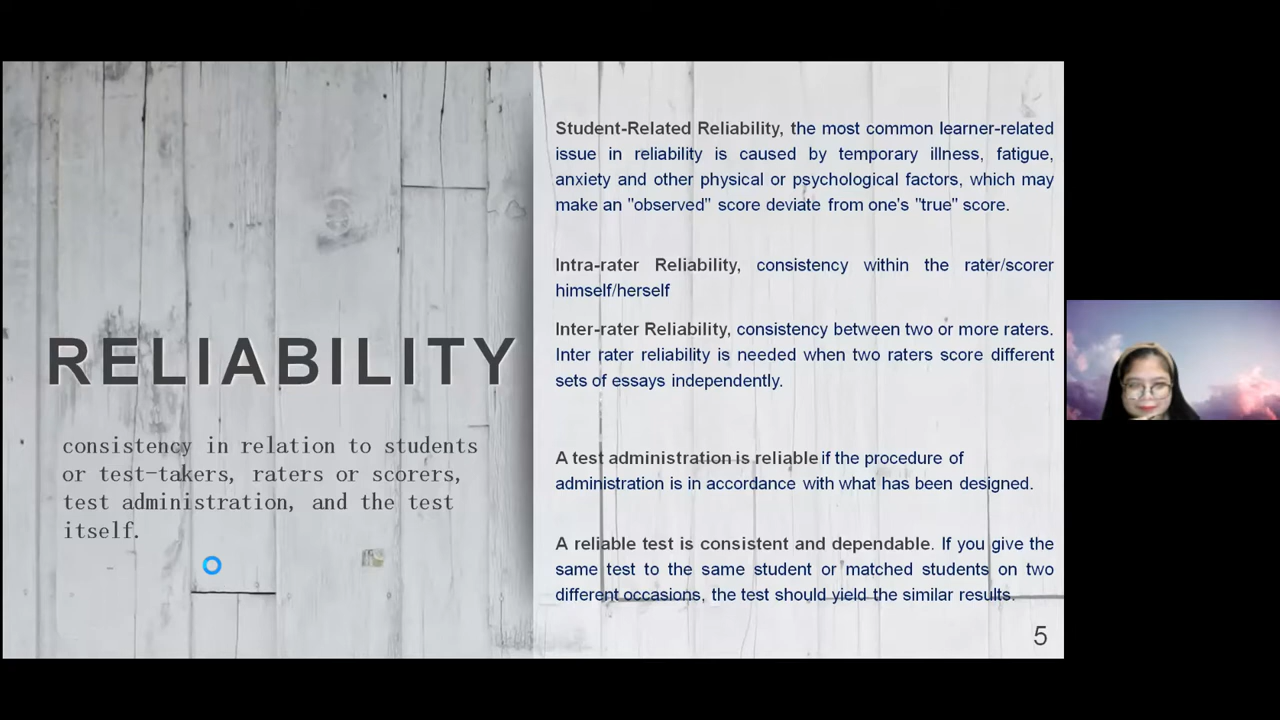 RELIABILITY
consistency in relation to students
or test-takers, raters or scorers,
test administration, and the test
itself.
Student-Related Reliability, the most common learner-related
issue in reliability is caused by temporary illness, fatigue,
anxiety and other physical or psychological factors, which may
make an "observed" score deviate from one's "true" score.
Intra-rater Reliability, consistency within the rater/scorer
himself/herself
Inter-rater Reliability, consistency between two or more raters.
Inter rater reliability is needed when two raters score different
sets of essays independently.
A test administration is reliable if the procedure of
administration is in accordance with what has been designed.
A reliable test is consistent and dependable. If you give the
same test to the same student or matched students on two
different occasions, the test should yield the similar results.
5